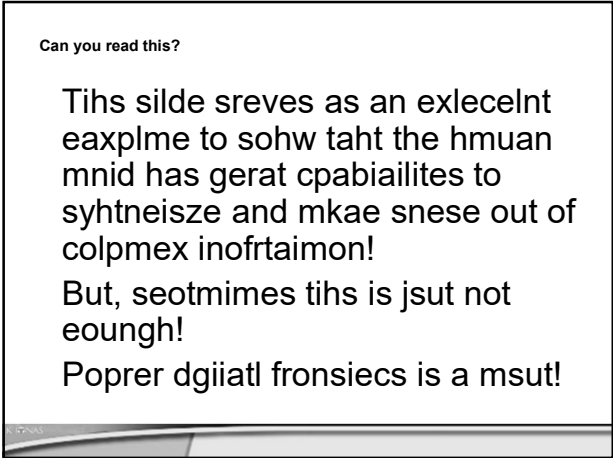 Can you read this?
Tihs silde sreves as an exlecelnt
eaxplme to sohw taht the hmuan
mnid has gerat cpabiailites to
syhtneisze and mkae snese out of
colpmex inofrtaimon!
But, seotmimes tihs is jsut not
eoungh!
Poprer dgiiatl fronsiecs is a msut!